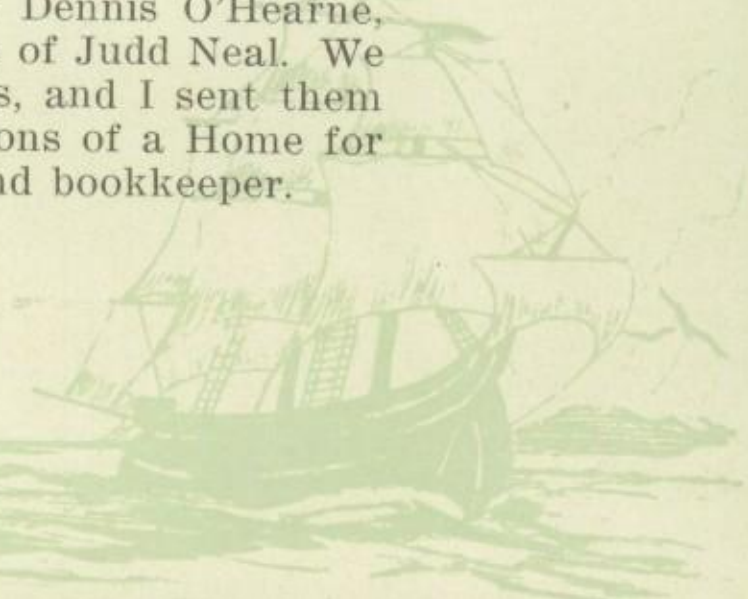 Dennis O'Hearne,
of Judd Neal. We
s, and I sent them
ons of a Home for
nd bookkeeper.